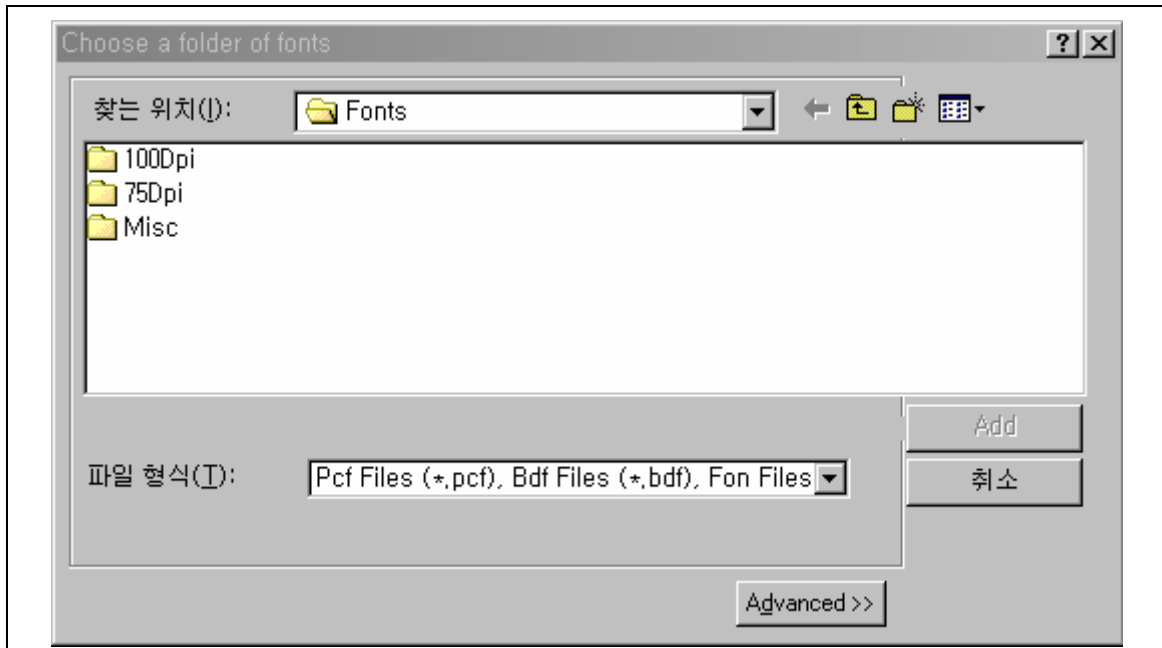 Choose a folder of fonts
찾는 위치(I): Fonts
100Dpi
75Dpi
Misc
Add
파일 형식(T): Pcf Files (*,pcf), Bdf Files (*,bdf), Fon Files
취소
Advanced >>